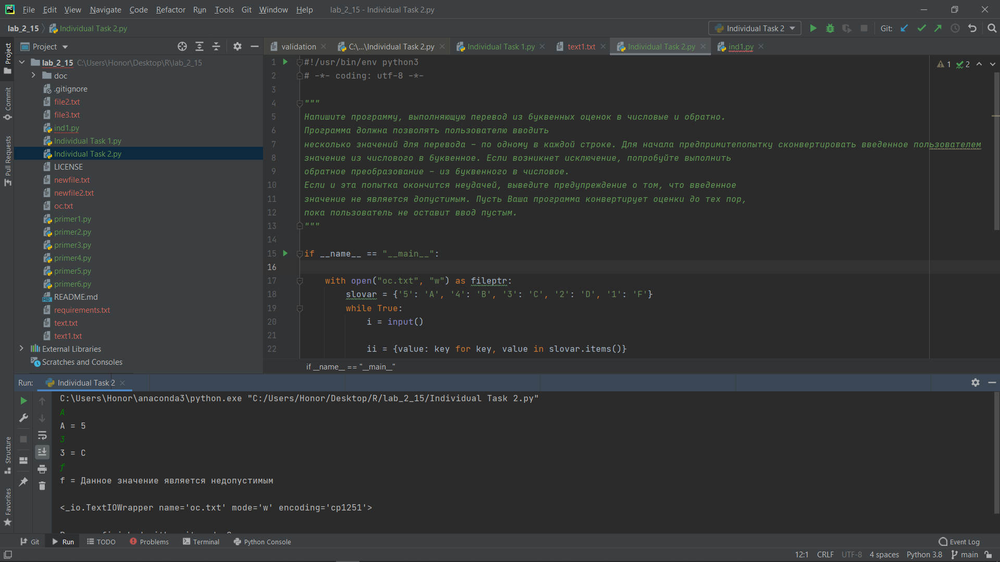 File Edit View Navigate Code Refactor Run Tools Git Window Help lab_2_15 - Individual Task 2.py
lab_2_15 Individual Task 2.py Individual Task 2 Git:
Project
validation C:\...\Individual Task 2.py Individual Task 1.py text1.txt Individual Task 2.py ind1.py
Project
Commit
Pull Requests
Structure
Favorites
lab_2_15 C:\Users\Honor\Desktop\R\lab_2_15
doc
.gitignore
file2.txt
file3.txt
ind1.py
Individual Task 1.py
Individual Task 2.py
LICENSE
newfile.txt
newfile2.txt
oc.txt
primer1.py
primer2.py
primer3.py
primer4.py
primer5.py
primer6.py
README.md
requirements.txt
text.txt
text1.txt
External Libraries
Scratches and Consoles
1 2
1 #!/usr/bin/env python3
2 # -*- coding: utf-8 -*-
3
4 """
5 Напишите программу, выполняющую перевод из буквенных оценок в числовые и обратно.
6 Программа должна позволять пользователю вводить
7 несколько значений для перевода – по одному в каждой строке. Для начала предпримитепопытку сконвертировать введенное пользователем
8 значение из числового в буквенное. Если возникнет исключение, попробуйте выполнить
9 обратное преобразование – из буквенного в числовое.
10 Если и эта попытка окончится неудачей, выведите предупреждение о том, что введенное
11 значение не является допустимым. Пусть Ваша программа конвертирует оценки до тех пор,
12 пока пользователь не оставит ввод пустым.
13 """
14
15 if __name__ == "__main__":
16
17 with open("oc.txt", "w") as fileptr:
18 slovar = {'5': 'A', '4': 'B', '3': 'C', '2': 'D', '1': 'F'}
19 while True:
20 i = input()
21
22 ii = {value: key for key, value in slovar.items()}
if __name__ == "__main__"
Run: Individual Task 2
C:\Users\Honor\anaconda3\python.exe "C:/Users/Honor/Desktop/R/lab_2_15/Individual Task 2.py"
A
A = 5
3
3 = C
f
f = Данное значение является недопустимым
<_io.TextIOWrapper name='oc.txt' mode='w' encoding='cp1251'>
Git Run TODO Problems Terminal Python Console Event Log
12:1 CRLF UTF-8 4 spaces Python 3.8 main